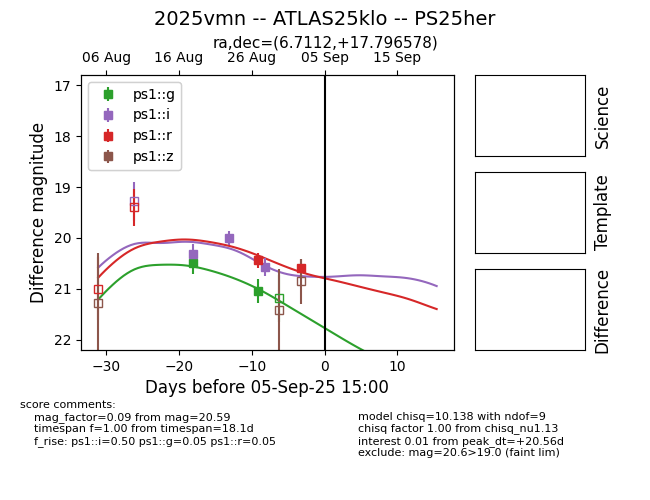 2025vmn -- ATLAS25klo -- PS25her
ra,dec=(6.7112,+17.796578)
06 Aug 16 Aug 26 Aug 05 Sep 15 Sep
17
18
19
20
21
22
Difference magnitude
ps1::g
ps1::i
ps1::r
ps1::z
−30 −20 −10 0 10
Days before 05-Sep-25 15:00
Science
Template
Difference
score comments:
mag_factor=0.09 from mag=20.59
timespan f=1.00 from timespan=18.1d
f_rise: ps1::i=0.50 ps1::g=0.05 ps1::r=0.05
model chisq=10.138 with ndof=9
chisq factor 1.00 from chisq_nu1.13
interest 0.01 from peak_dt=+20.56d
exclude: mag=20.6>19.0 (faint lim)